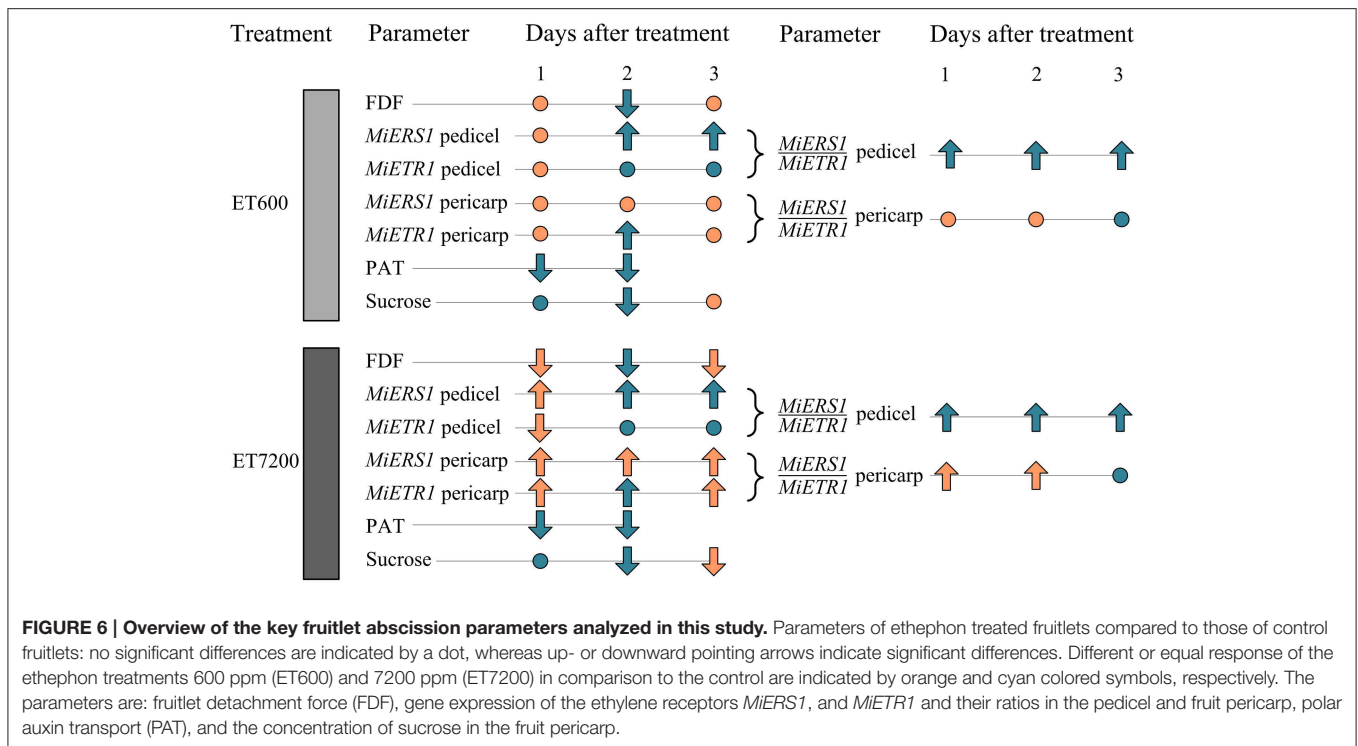 Treatment Parameter Days after treatment Parameter Days after treatment
1 2 3 1 2 3
ET600
FDF
MiERS1 pedicel
MiETR1 pedicel
MiERS1 pericarp
MiETR1 pericarp
PAT
Sucrose
MiERS1
MiETR1 pedicel
MiERS1
MiETR1 pericarp
ET7200
FDF
MiERS1 pedicel
MiETR1 pedicel
MiERS1 pericarp
MiETR1 pericarp
PAT
Sucrose
MiERS1
MiETR1 pedicel
MiERS1
MiETR1 pericarp
FIGURE 6 | Overview of the key fruitlet abscission parameters analyzed in this study. Parameters of ethephon treated fruitlets compared to those of control
fruitlets: no significant differences are indicated by a dot, whereas up- or downward pointing arrows indicate significant differences. Different or equal response of the
ethephon treatments 600 ppm (ET600) and 7200 ppm (ET7200) in comparison to the control are indicated by orange and cyan colored symbols, respectively. The
parameters are: fruitlet detachment force (FDF), gene expression of the ethylene receptors MiERS1, and MiETR1 and their ratios in the pedicel and fruit pericarp, polar
auxin transport (PAT), and the concentration of sucrose in the fruit pericarp.